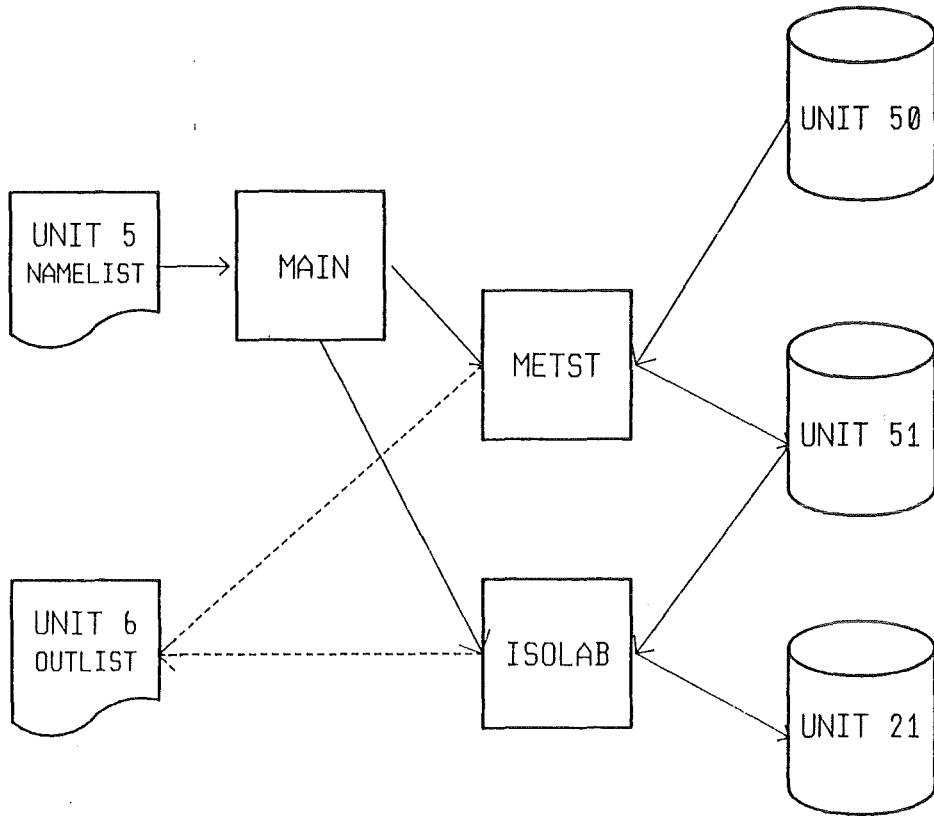 UNIT 50
UNIT 5
NAMELIST
MAIN
METST
UNIT 51
UNIT 6
OUTLIST
ISOLAB
UNIT 21